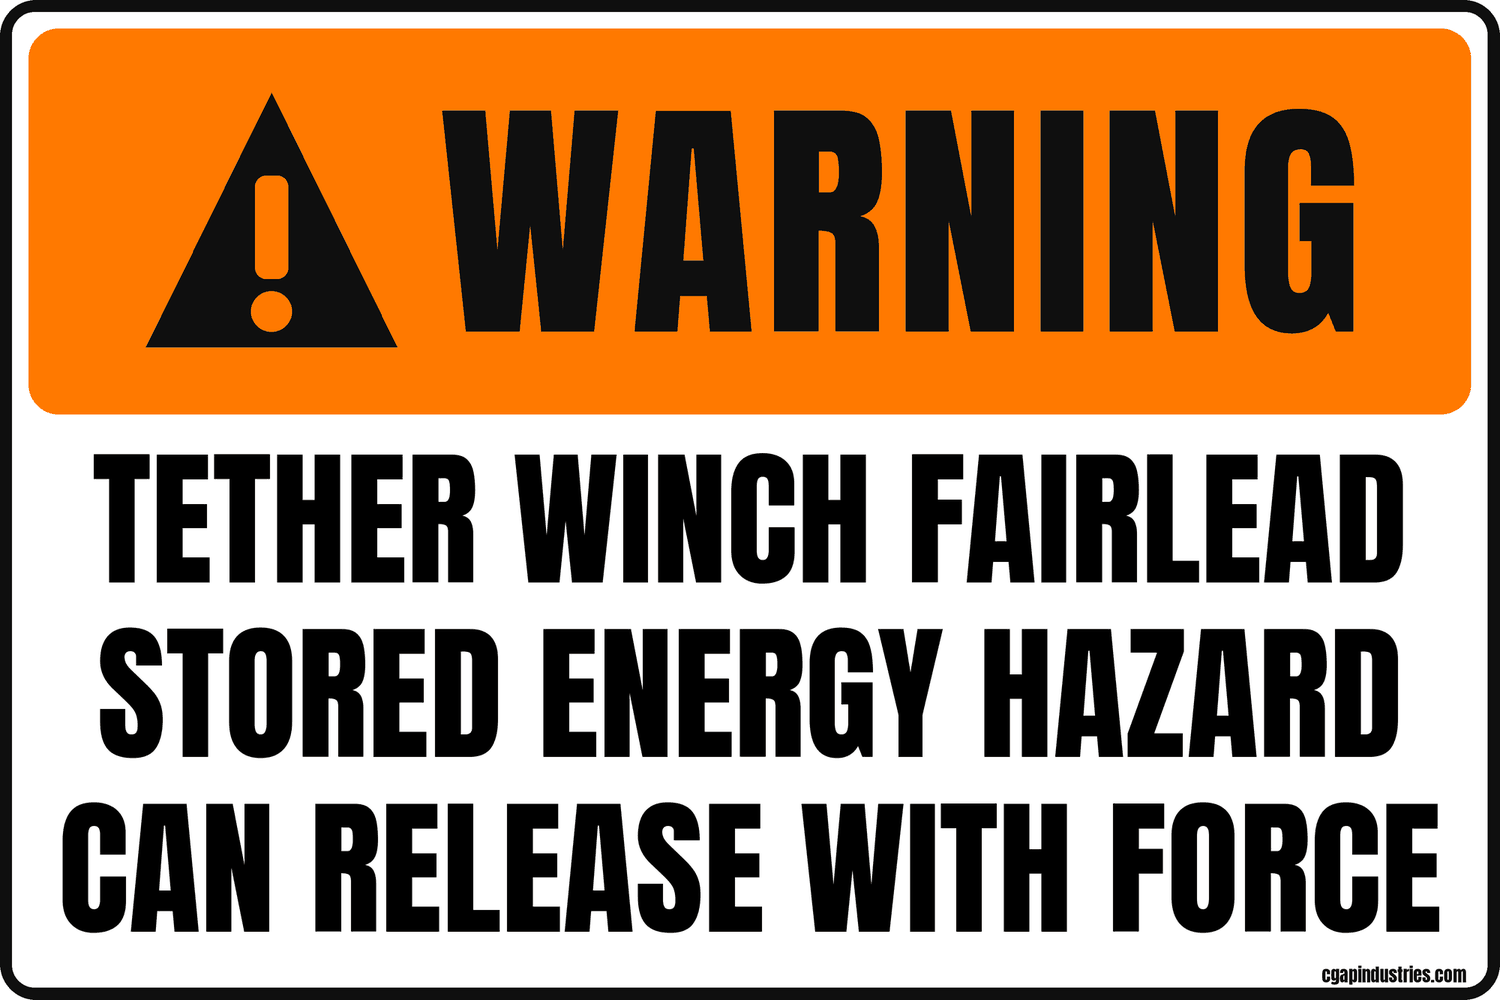 WARNING
TETHER WINCH FAIRLEAD
STORED ENERGY HAZARD
CAN RELEASE WITH FORCE
cgapindustries.com